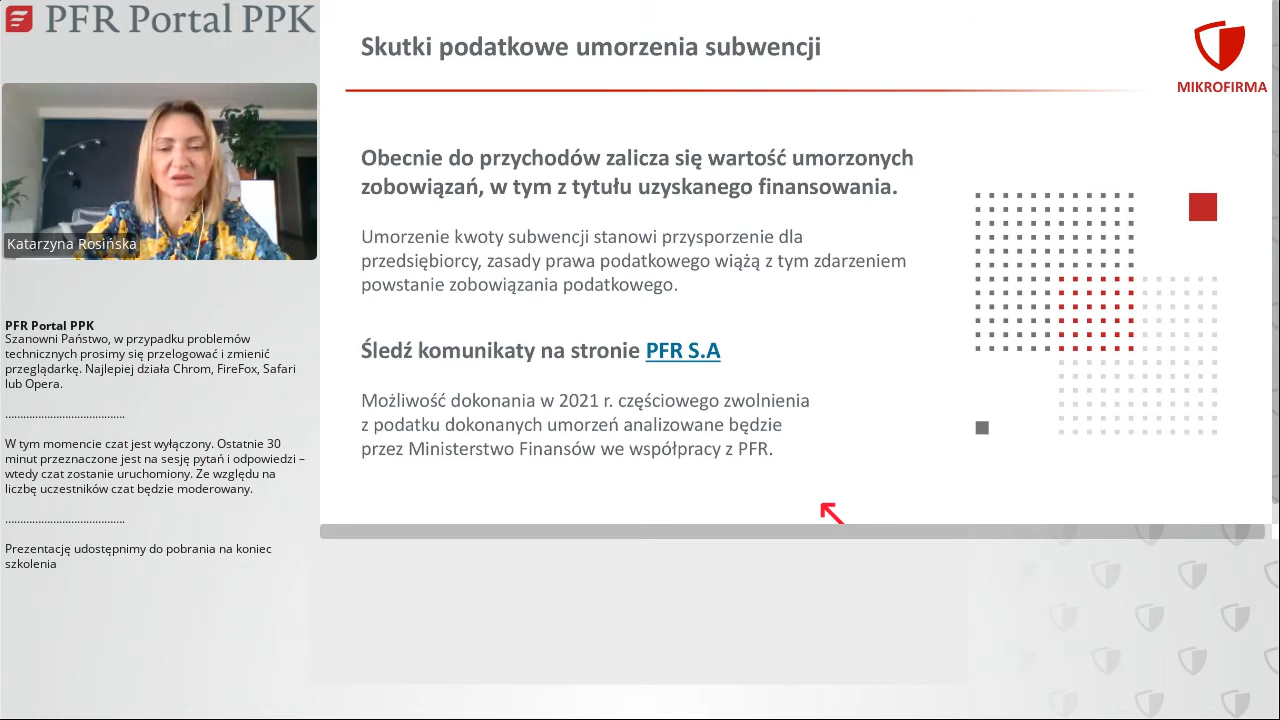 PFR Portal PPK
Katarzyna Rosińska
PFR Portal PPK
Szanowni Państwo, w przypadku problemów
technicznych prosimy się przelogować i zmienić
przeglądarkę. Najlepiej działa Chrom, FireFox, Safari
lub Opera.
........................................
W tym momencie czat jest wyłączony. Ostatnie 30
minut przeznaczone jest na sesję pytań i odpowiedzi –
wtedy czat zostanie uruchomiony. Ze względu na
liczbę uczestników czat będzie moderowany.
........................................
Prezentację udostępnimy do pobrania na koniec
szkolenia
Skutki podatkowe umorzenia subwencji
MIKROFIRMA
Obecnie do przychodów zalicza się wartość umorzonych
zobowiązań, w tym z tytułu uzyskanego finansowania.
Umorzenie kwoty subwencji stanowi przysporzenie dla
przedsiębiorcy, zasady prawa podatkowego wiążą z tym zdarzeniem
powstanie zobowiązania podatkowego.
Śledź komunikaty na stronie PFR S.A
Możliwość dokonania w 2021 r. częściowego zwolnienia
z podatku dokonanych umorzeń analizowane będzie
przez Ministerstwo Finansów we współpracy z PFR.